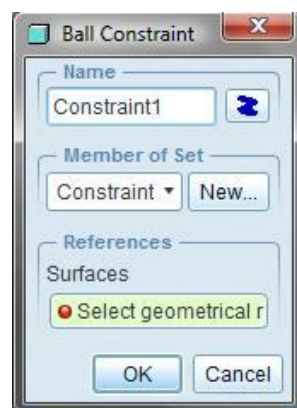 Ball Constraint
Name
Constraint1
Member of Set
Constraint
New...
References
Surfaces
Select geometrical r
OK Cancel